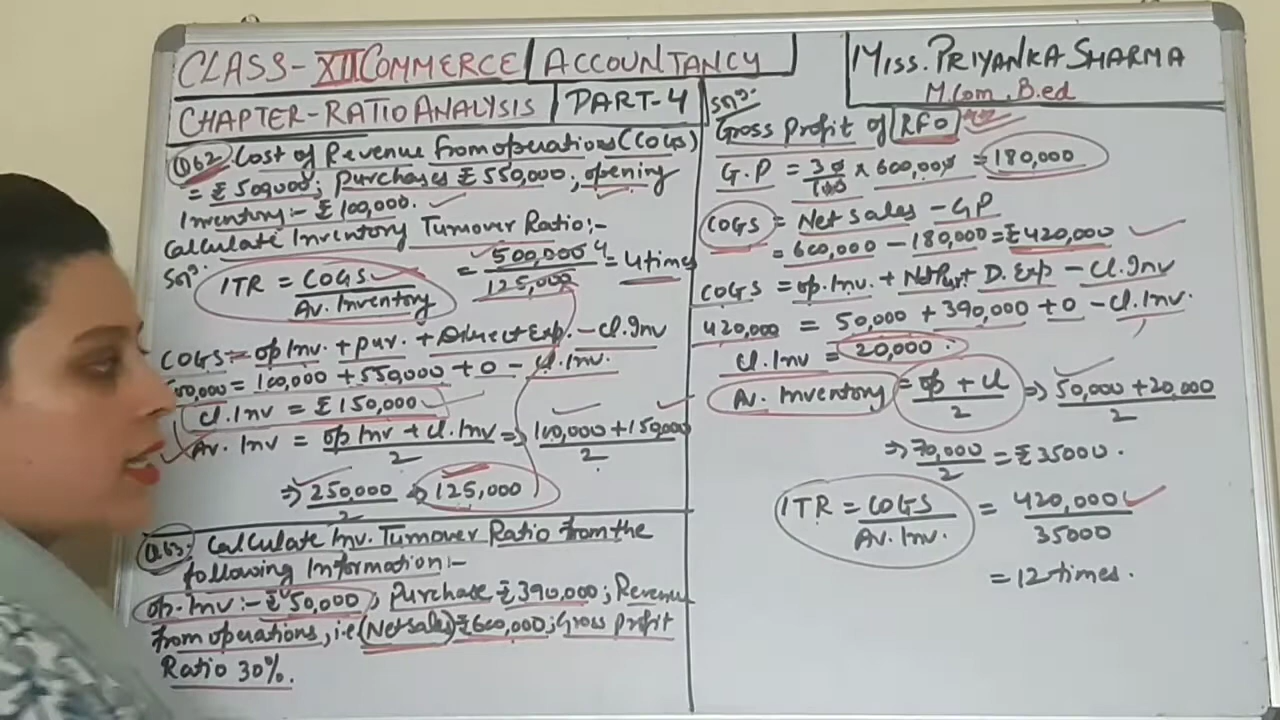 CLASS-XII COMMERCE | ACCOUNTANCY
CHAPTER-RATIO ANALYSIS | PART-4
Miss. PRIYANKA SHARMA
M.Com. B.ed
Q62. Cost of Revenue from operations (COGS)
= ₹ 500,000; Purchases ₹ 550,000; opening
Inventory:- ₹ 100,000.
Calculate Inventory Turnover Ratio:-
Soln: ITR = COGS / Av. Inventory = 500,000 / 125,000 = 4 times
COGS = op Inv. + pur. + Direct Exp. - Cl. Inv
500,000 = 100,000 + 550,000 + 0 - cl. Inv.
Cl. Inv = ₹ 150,000
Av. Inv = op Inv + Cl. Inv / 2 ⇒ 100,000 + 150,000 / 2
⇒ 250,000 / 2 ⇒ 125,000
Q63. Calculate Inv. Turnover Ratio from the
following Information:-
op. Inv:- ₹ 50,000, Purchase ₹ 390,000; Revenue
from operations, i.e (Net sales) ₹ 600,000; Gross profit
Ratio 30%.
Soln:
Gross Profit of RFO
G.P = 30/100 × 600,000 = 180,000
COGS = Net sales - GP
= 600,000 - 180,000 = ₹ 420,000
COGS = op. Inv. + Net Pur + D. Exp - Cl. Inv
420,000 = 50,000 + 390,000 + 0 - Cl. Inv.
Cl. Inv = 20,000.
Av. Inventory = op + Cl / 2 ⇒ 50,000 + 20,000 / 2
⇒ 70,000 / 2 = ₹ 35000.
ITR = COGS / Av. Inv. = 420,000 / 35000
= 12 times.